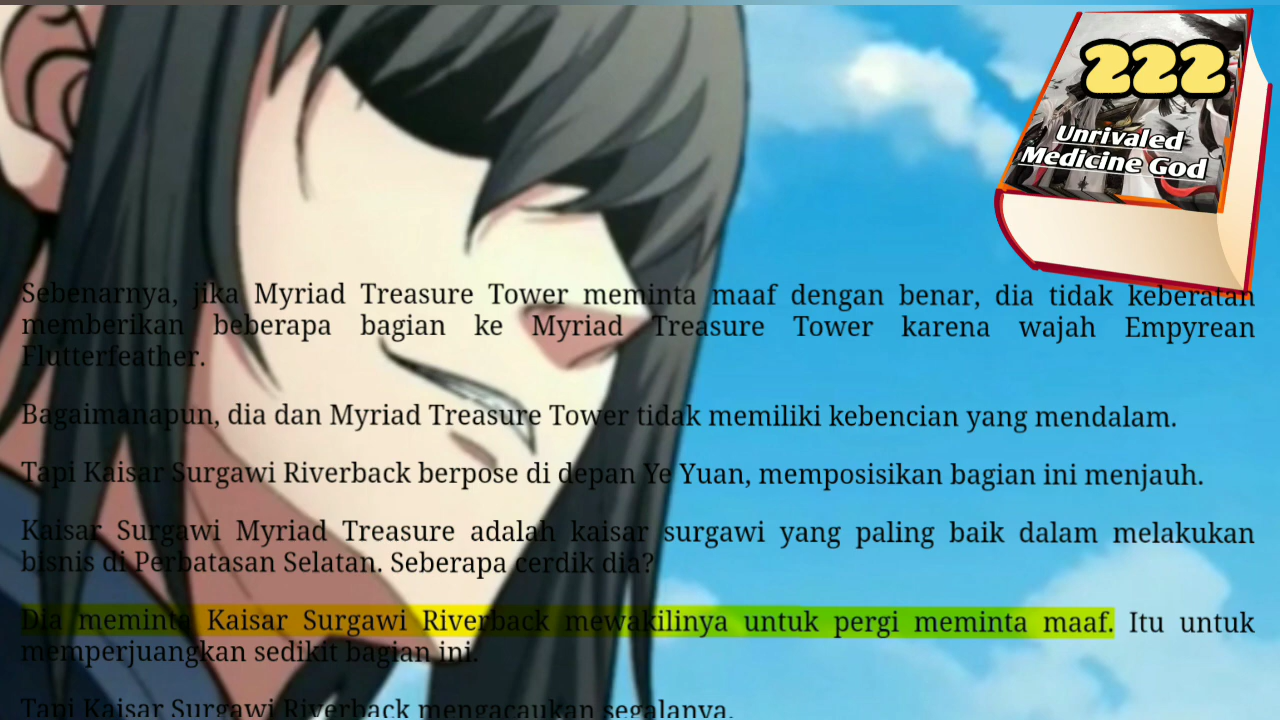 222
Unrivaled
Medicine God
Sebenarnya, jika Myriad Treasure Tower meminta maaf dengan benar, dia tidak keberatan
memberikan beberapa bagian ke Myriad Treasure Tower karena wajah Empyrean
Flutterfeather.
Bagaimanapun, dia dan Myriad Treasure Tower tidak memiliki kebencian yang mendalam.
Tapi Kaisar Surgawi Riverback berpose di depan Ye Yuan, memposisikan bagian ini menjauh.
Kaisar Surgawi Myriad Treasure adalah kaisar surgawi yang paling baik dalam melakukan
bisnis di Perbatasan Selatan. Seberapa cerdik dia?
Dia meminta Kaisar Surgawi Riverback mewakilinya untuk pergi meminta maaf. Itu untuk
memperjuangkan sedikit bagian ini.
Tapi Kaisar Surgawi Riverback mengacaukan segalanya.